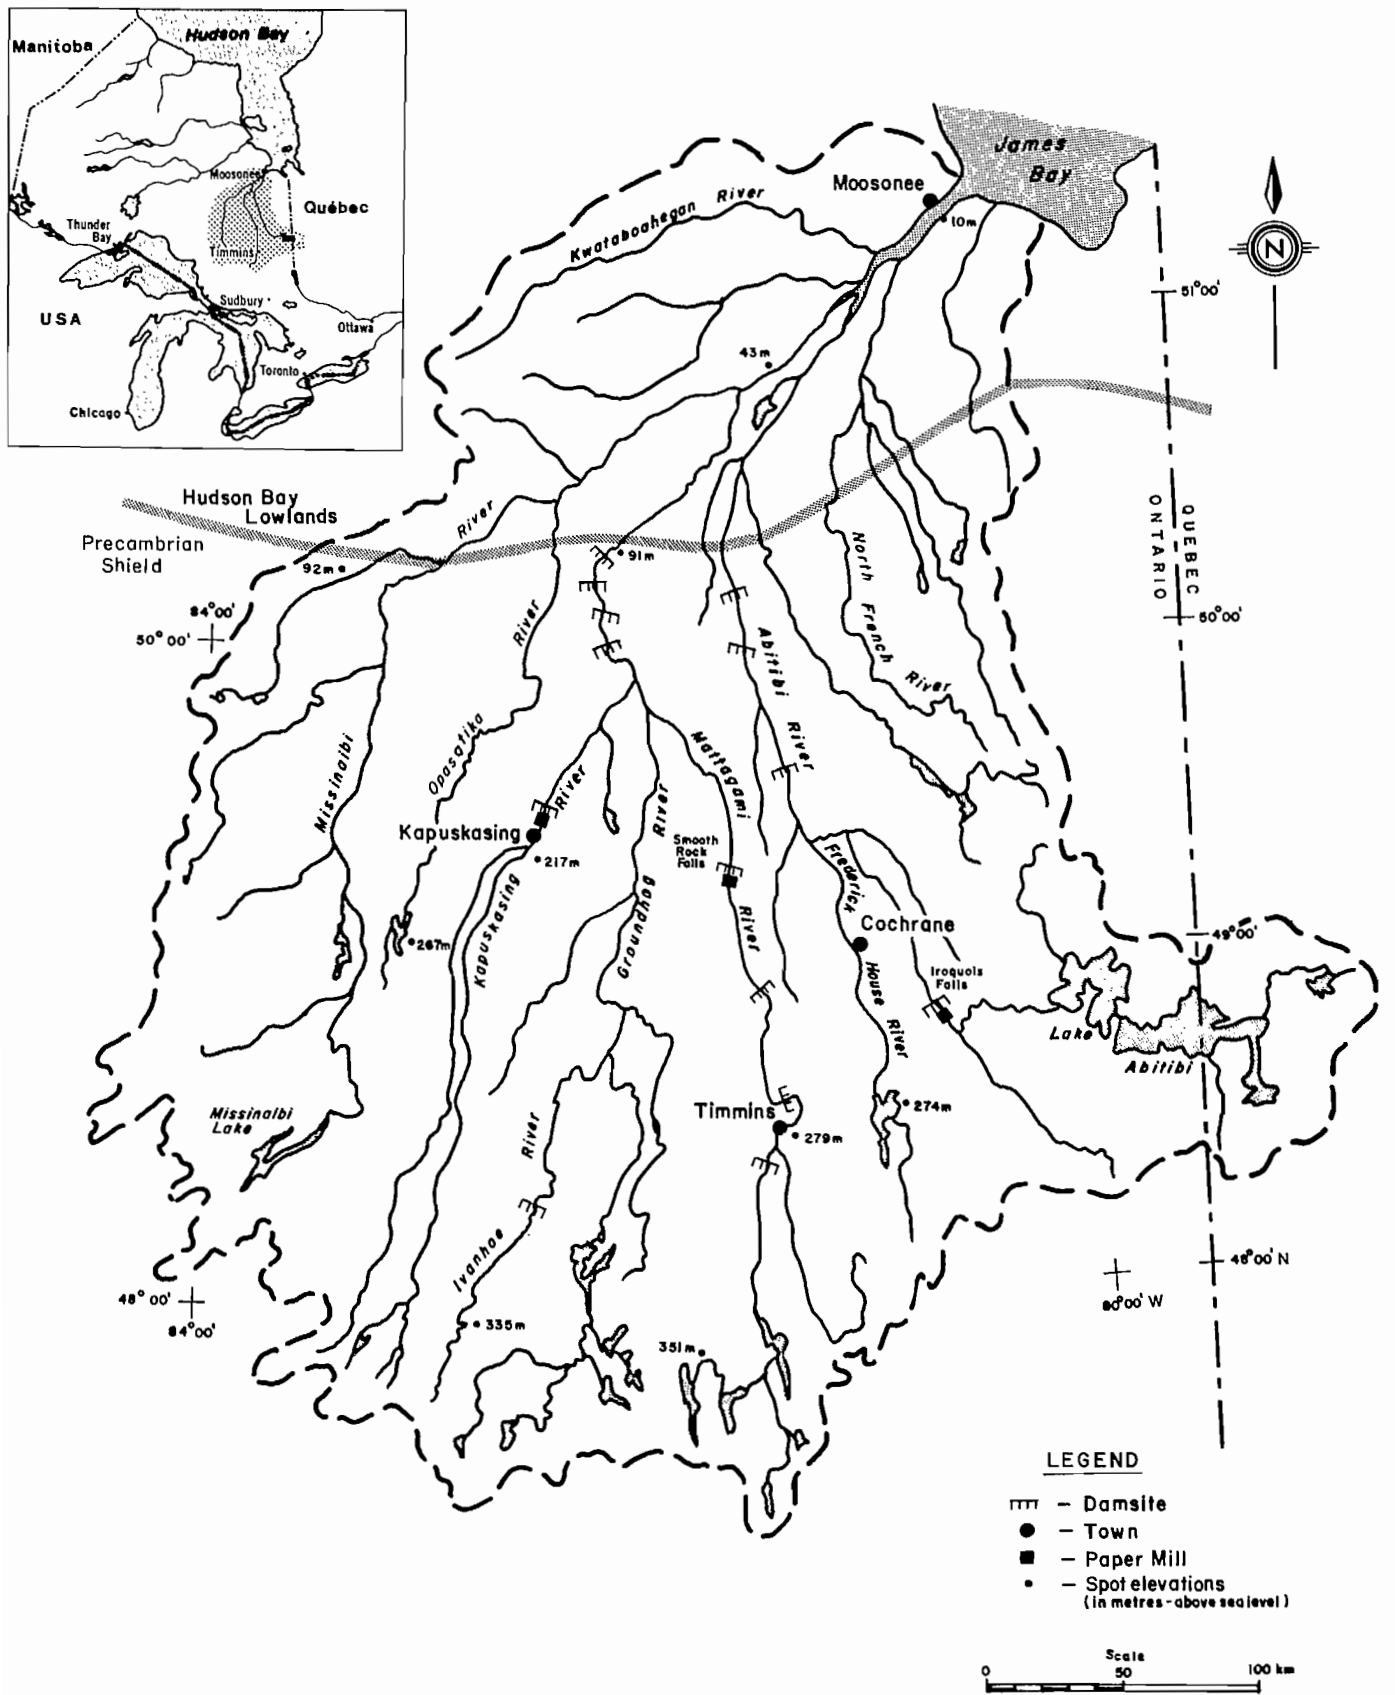 Manitoba
Hudson Bay
Moosonee
Québec
Thunder
Bay
Timmins
Sudbury
USA
Ottawa
Toronto
Chicago
James
Bay
Moosonee
10m
Kwataboahegan River
N
51°00'
43m
Hudson Bay
Lowlands
Precambrian
Shield
River
92m
91m
QUEBEC
ONTARIO
84°00'
50°00'
50°00'
River
North French River
Abitibi River
Missinaibi
Opasatika
Mattagami
River
River
River
Kapuskasing
217m
Smooth
Rock
Falls
Frederick
House River
Cochrane
Kapuskasing
Groundhog
267m
49°00'
Iroquois
Falls
Lake
Abitibi
Missinaibi
Lake
River
Timmins
279m
274m
Ivanhoe
48°00' N
80°00' W
48°00'
84°00'
335m
351m
LEGEND
– Damsite
– Town
– Paper Mill
– Spot elevations
(in metres-above sea level)
Scale
0 50 100 km